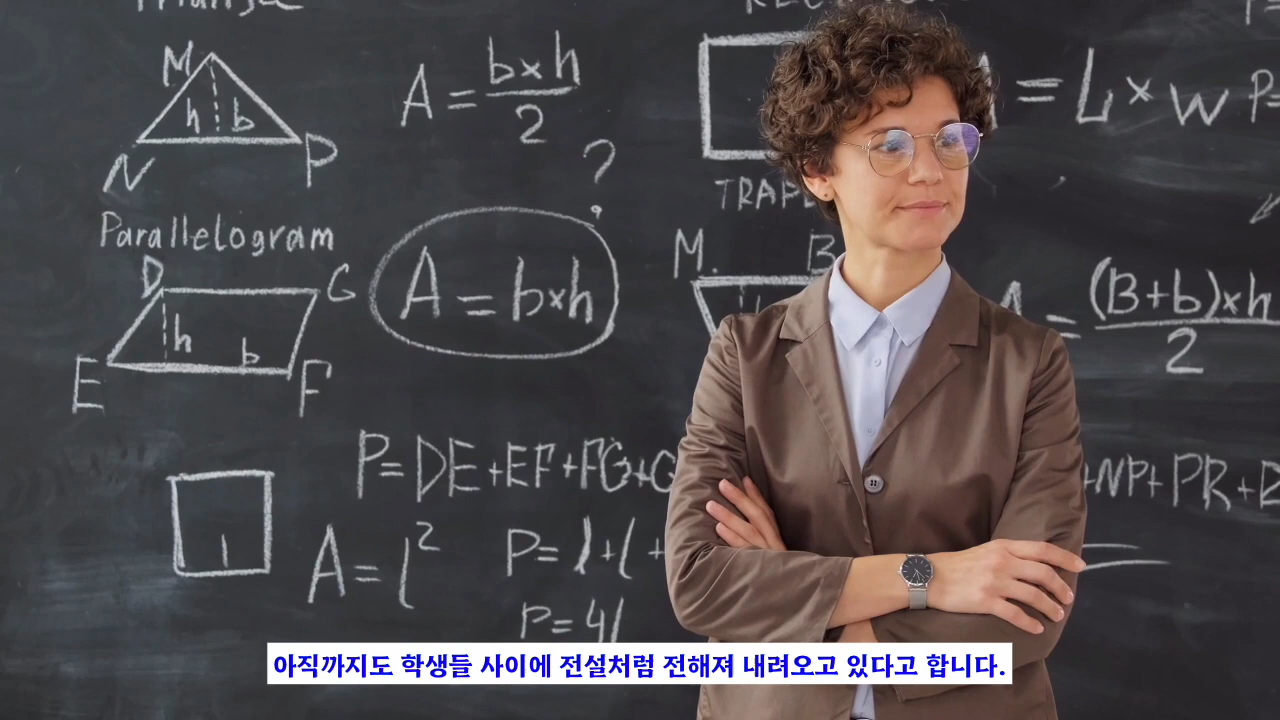 M
h b
N P
A = b×h / 2
?
Parallelogram
D G
h
b
E F
A = b×h
= L×W
M B
= (B+b)×h / 2
P=DE+EF+FG+G
+NP+PR+
l
A = l²
P= l+l+
P=4l
아직까지도 학생들 사이에 전설처럼 전해져 내려오고 있다고 합니다.